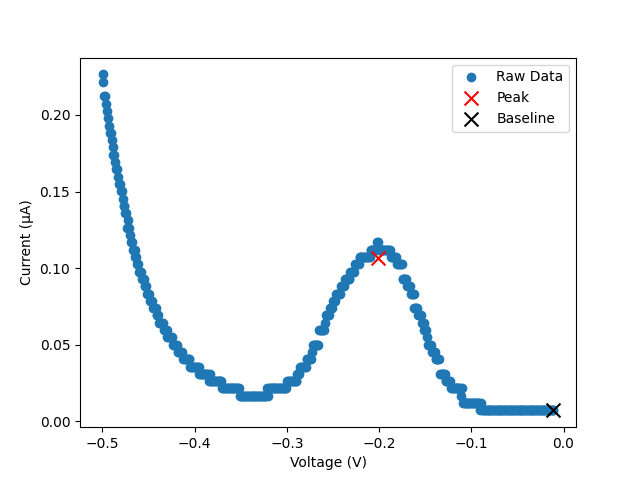 Raw Data
Peak
Baseline
Current (μA)
0.20
0.15
0.10
0.05
0.00
−0.5
−0.4
−0.3
−0.2
−0.1
0.0
Voltage (V)